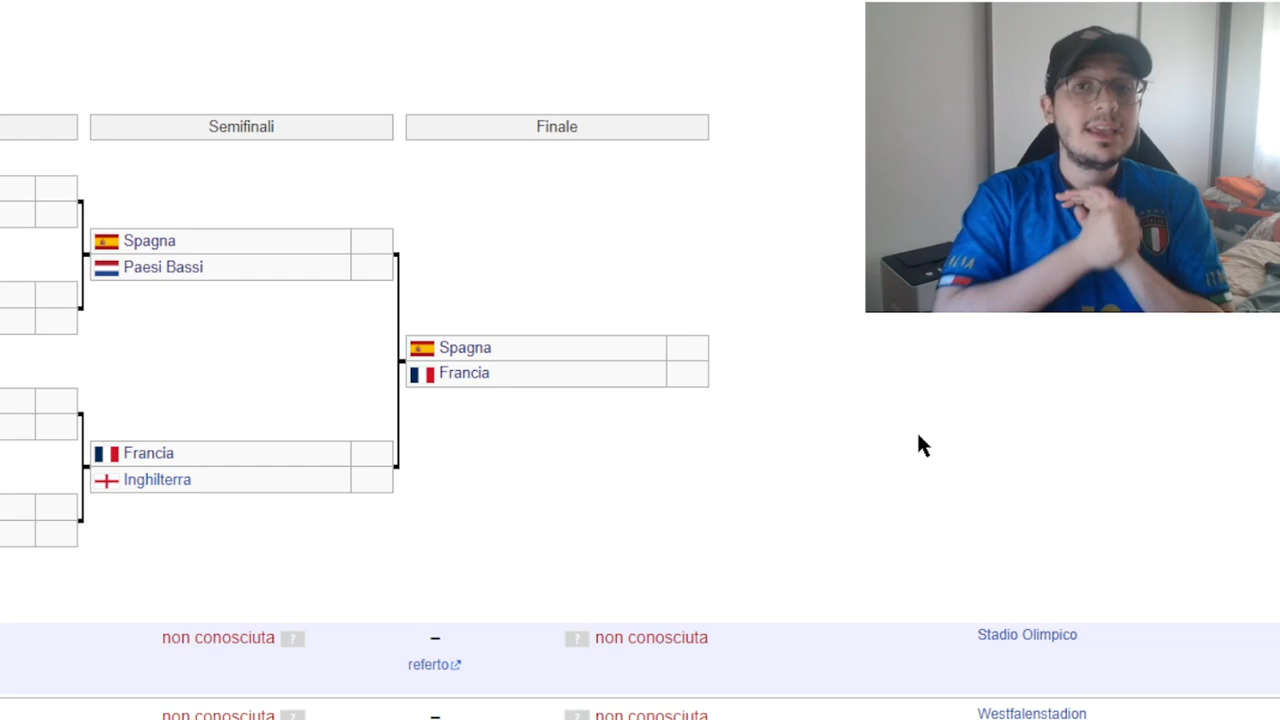 Semifinali
Finale
Spagna
Paesi Bassi
Spagna
Francia
Francia
Inghilterra
non conosciuta ? – ? non conosciuta Stadio Olimpico
referto
non conosciuta ? – ? non conosciuta Westfalenstadion